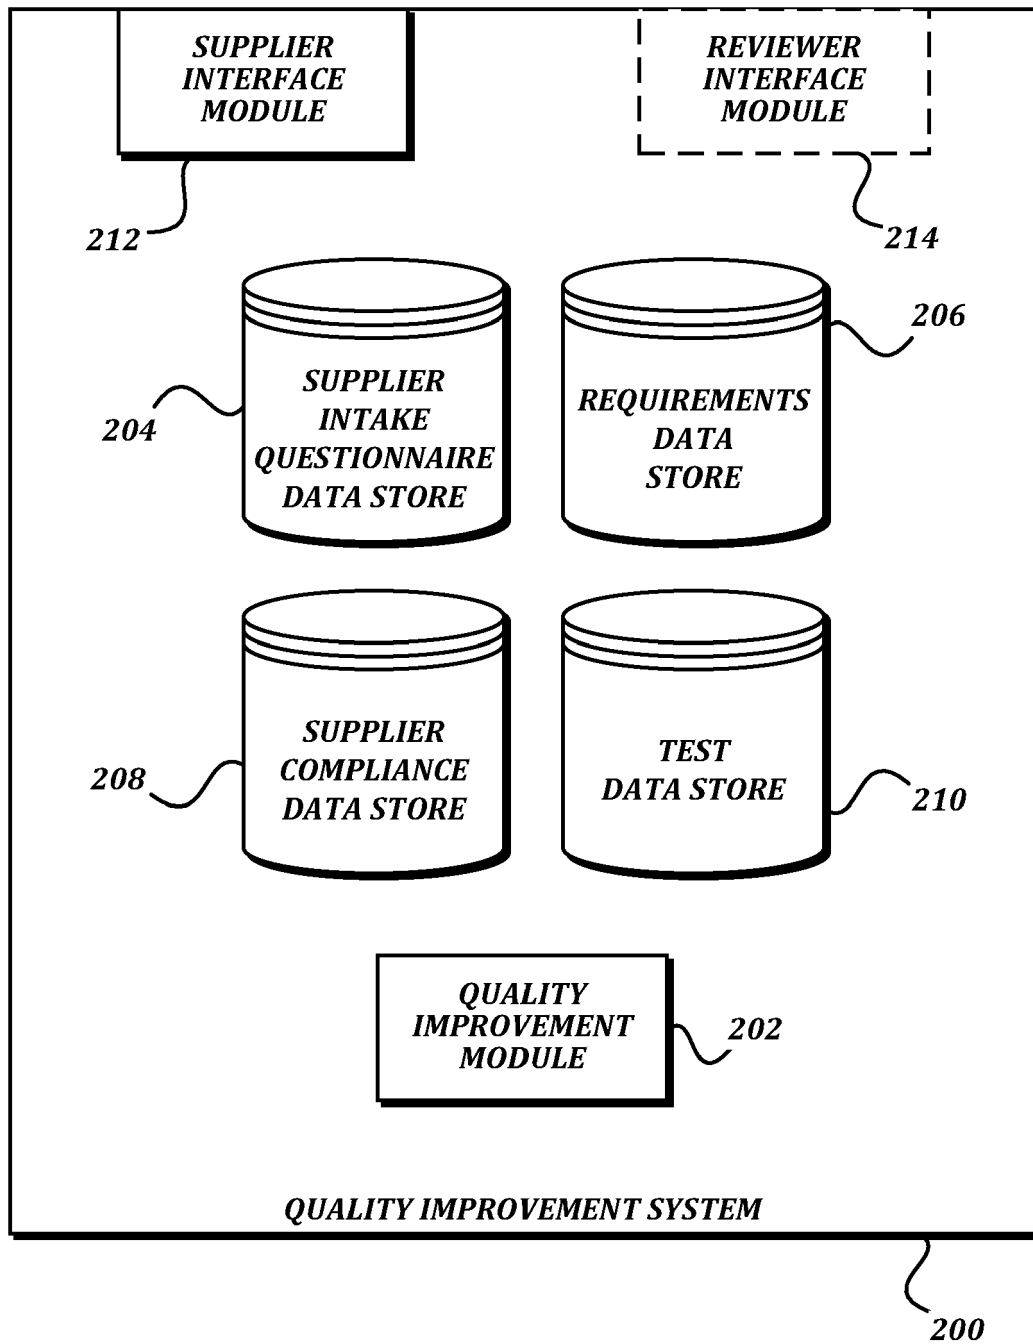 SUPPLIER
INTERFACE
MODULE
REVIEWER
INTERFACE
MODULE
212
214
206
SUPPLIER
INTAKE
QUESTIONNAIRE
DATA STORE
204
REQUIREMENTS
DATA
STORE
SUPPLIER
COMPLIANCE
DATA STORE
208
TEST
DATA STORE
210
QUALITY
IMPROVEMENT
MODULE
202
QUALITY IMPROVEMENT SYSTEM
200